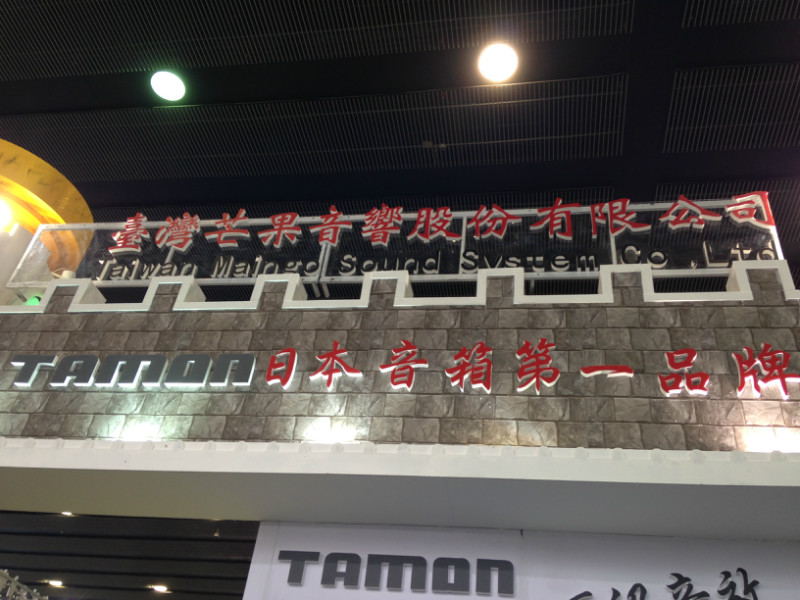 臺灣芒果音響股份有限公司
Taiwan Maingo Sound System Co .,Ltd
TAMON日本音箱第一品牌
TAMON